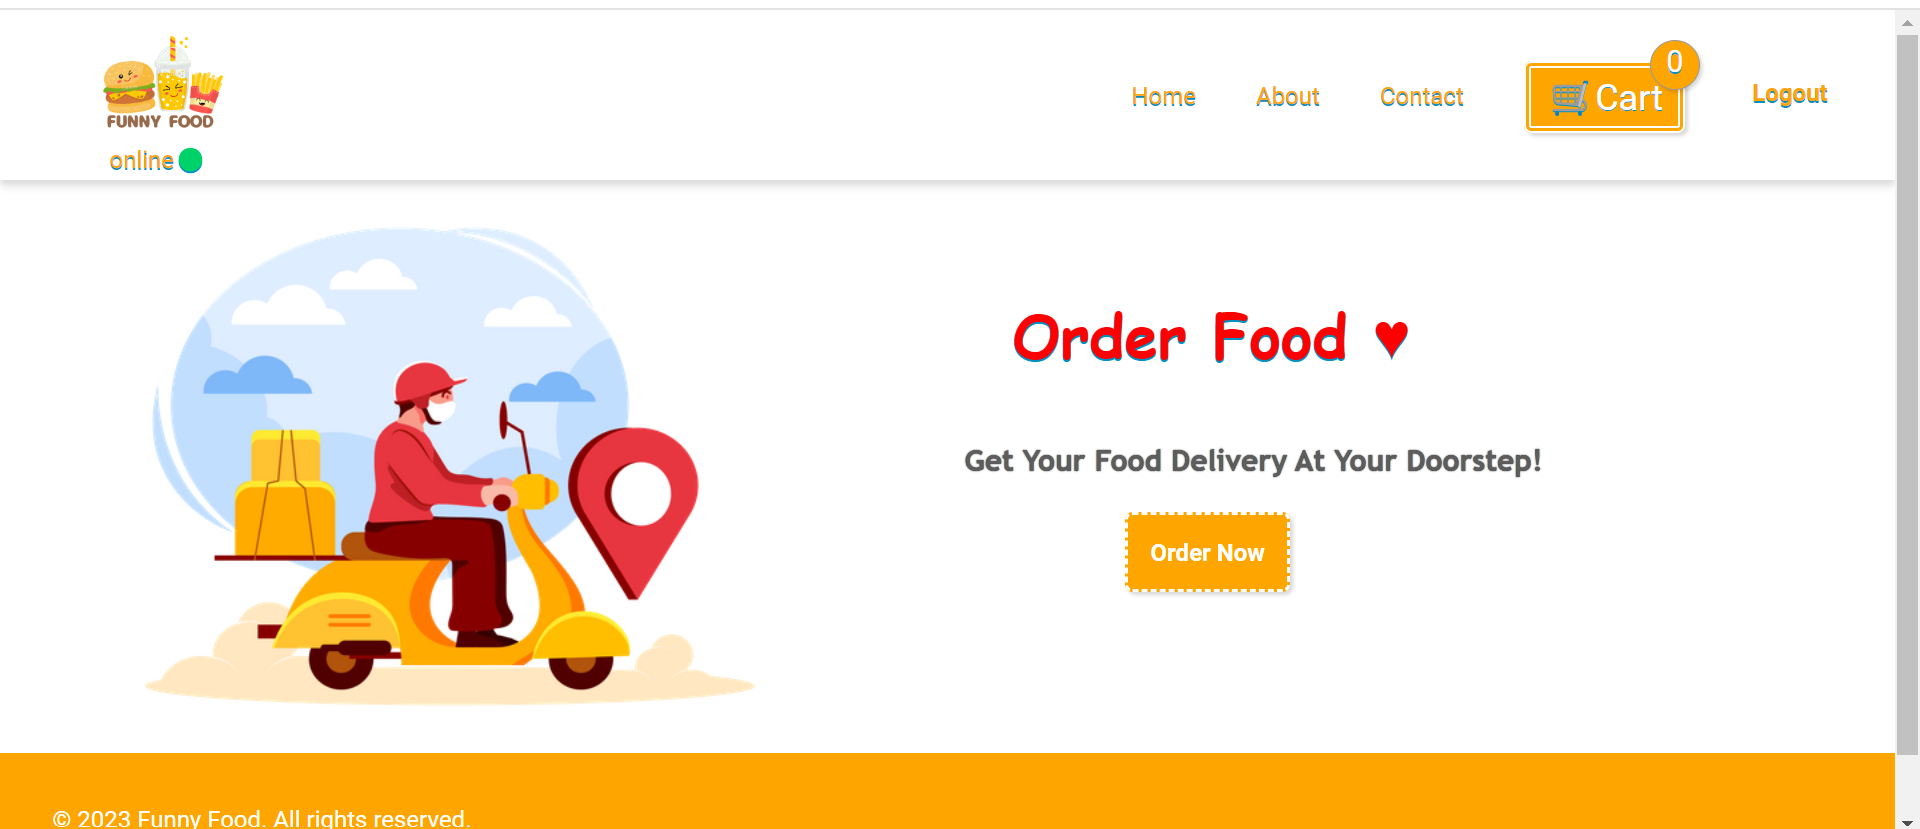 FUNNY FOOD
online
Home
About
Contact
Cart
0
Logout
Order Food ♥
Get Your Food Delivery At Your Doorstep!
Order Now
© 2023 Funny Food. All rights reserved.